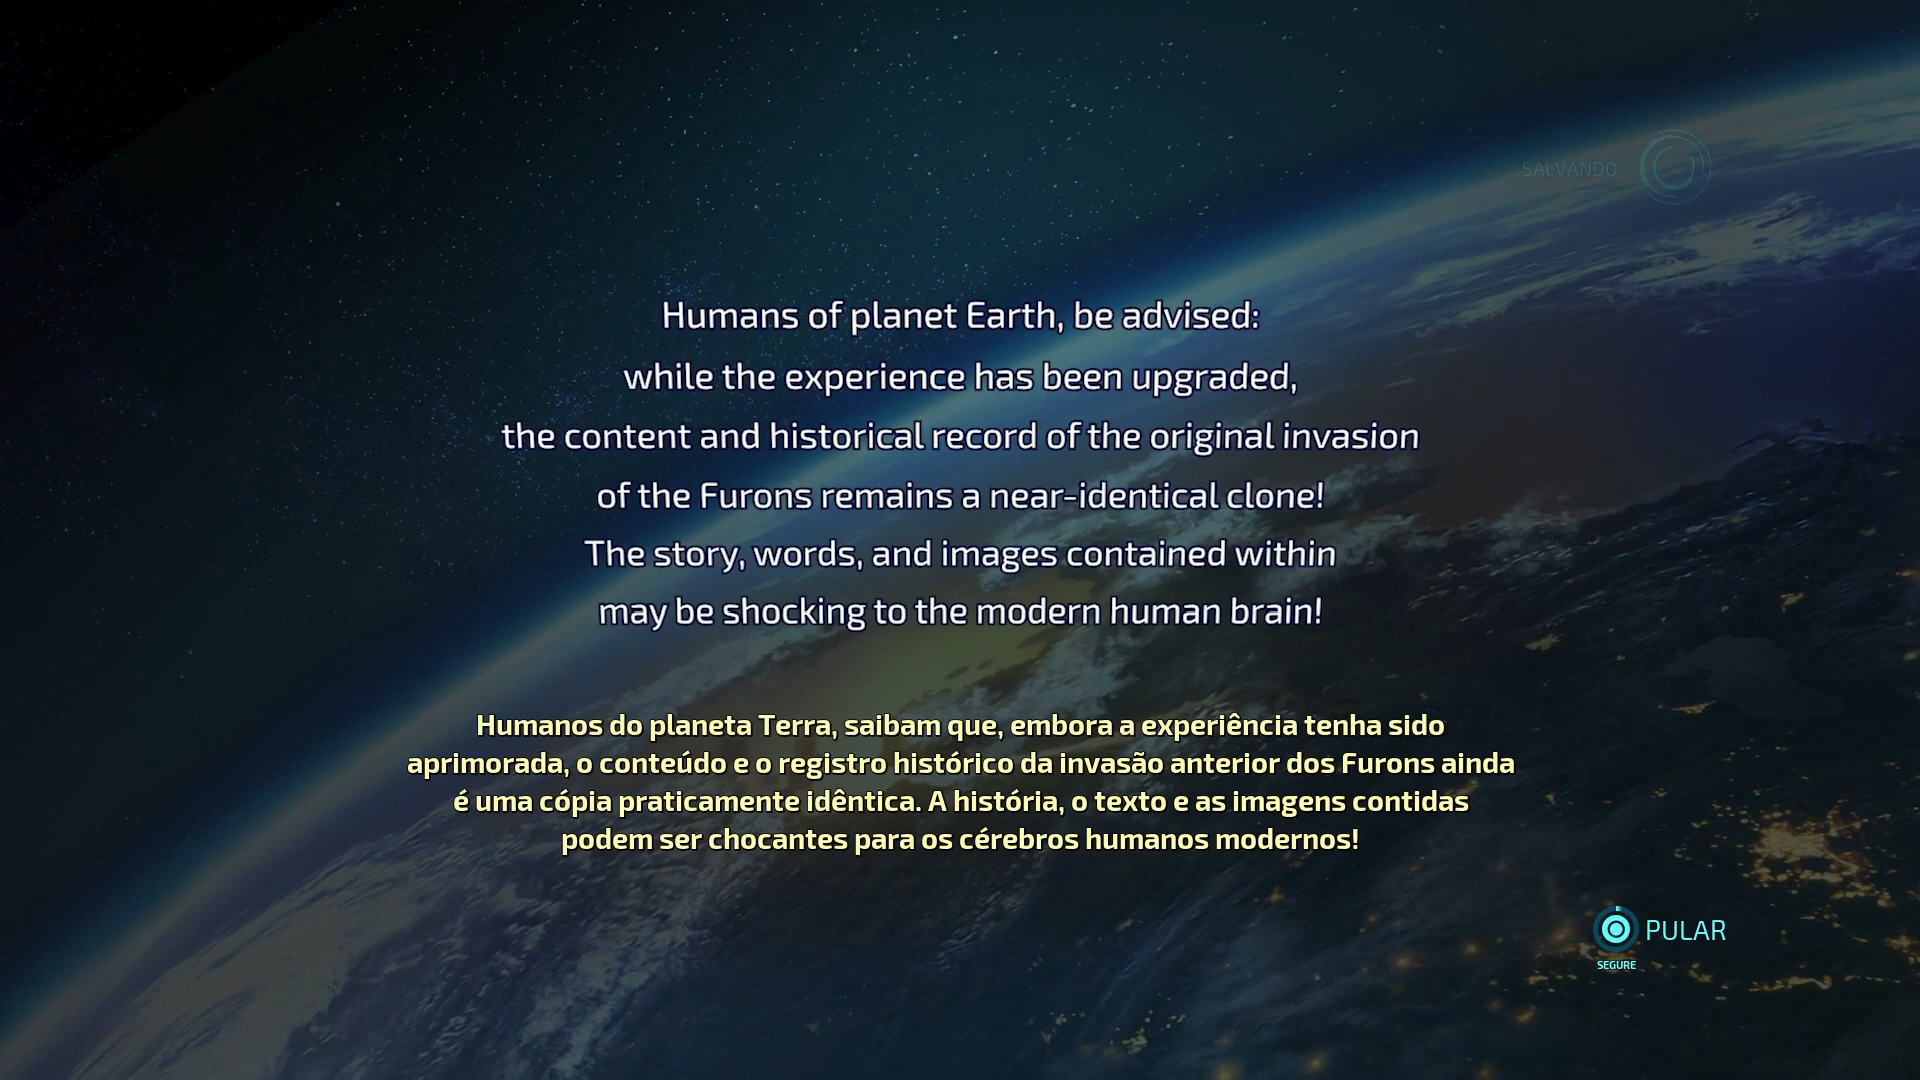 SALVANDO
Humans of planet Earth, be advised:
while the experience has been upgraded,
the content and historical record of the original invasion
of the Furons remains a near-identical clone!
The story, words, and images contained within
may be shocking to the modern human brain!
Humanos do planeta Terra, saibam que, embora a experiência tenha sido
aprimorada, o conteúdo e o registro histórico da invasão anterior dos Furons ainda
é uma cópia praticamente idêntica. A história, o texto e as imagens contidas
podem ser chocantes para os cérebros humanos modernos!
PULAR
SEGURE